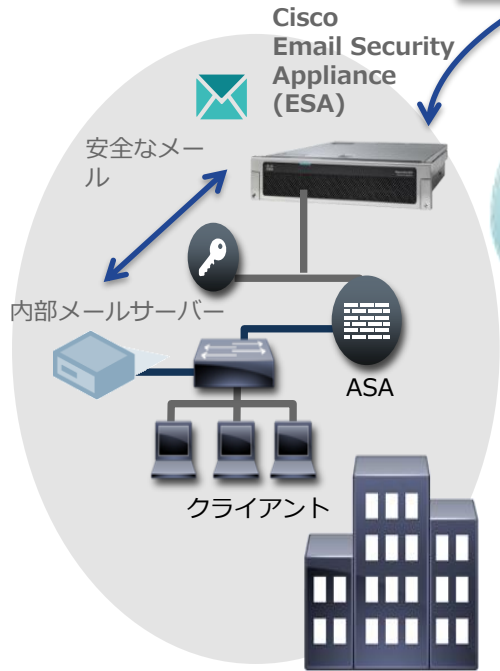 Cisco
Email Security
Appliance
(ESA)
安全なメー
ル
内部メールサーバー
ASA
クライアント